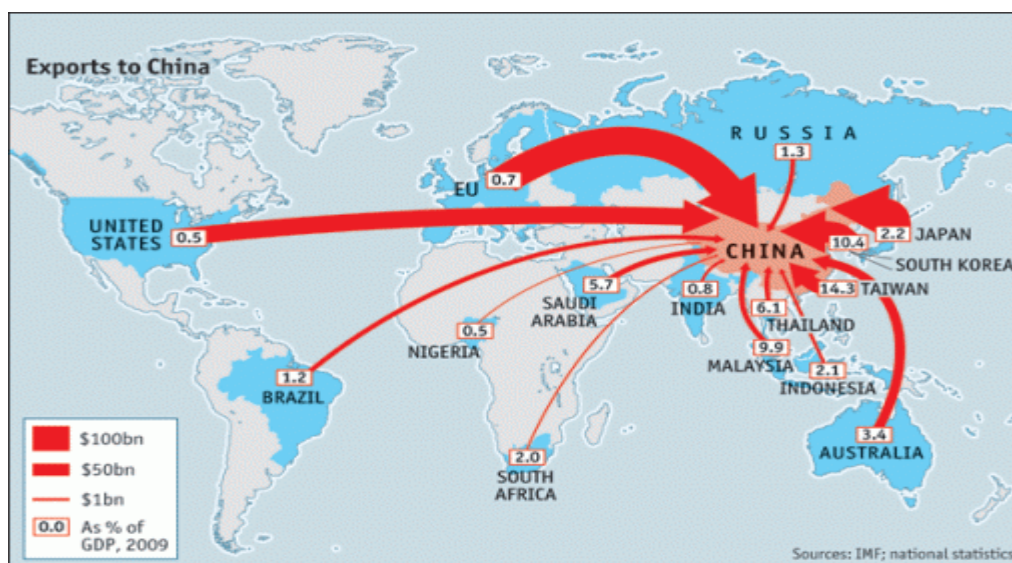 Exports to China
RUSSIA
1.3
EU
0.7
UNITED
STATES
0.5
2.2
JAPAN
10.4
SOUTH KOREA
CHINA
14.3
TAIWAN
5.7
SAUDI
ARABIA
0.8
INDIA
6.1
THAILAND
0.5
NIGERIA
9.9
MALAYSIA
2.1
INDONESIA
1.2
BRAZIL
3.4
AUSTRALIA
2.0
SOUTH
AFRICA
$100bn
$50bn
$1bn
0.0 As % of
GDP, 2009
Sources: IMF; national statistics